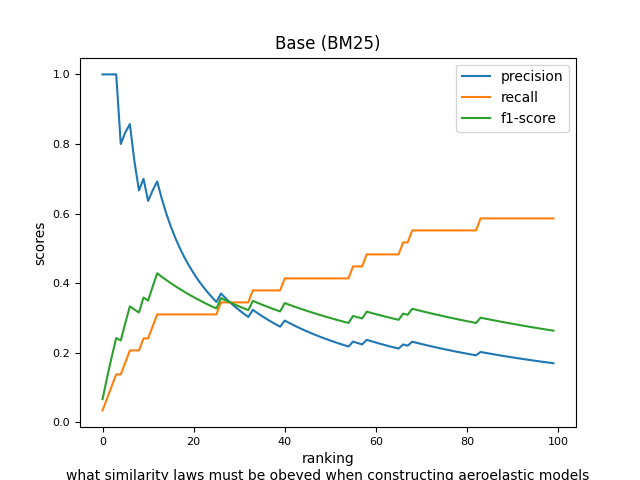 Base (BM25)
precision
recall
f1-score
scores
1.0
0.8
0.6
0.4
0.2
0.0
0 20 40 60 80 100
ranking
what similarity laws must be obeyed when constructing aeroelastic models